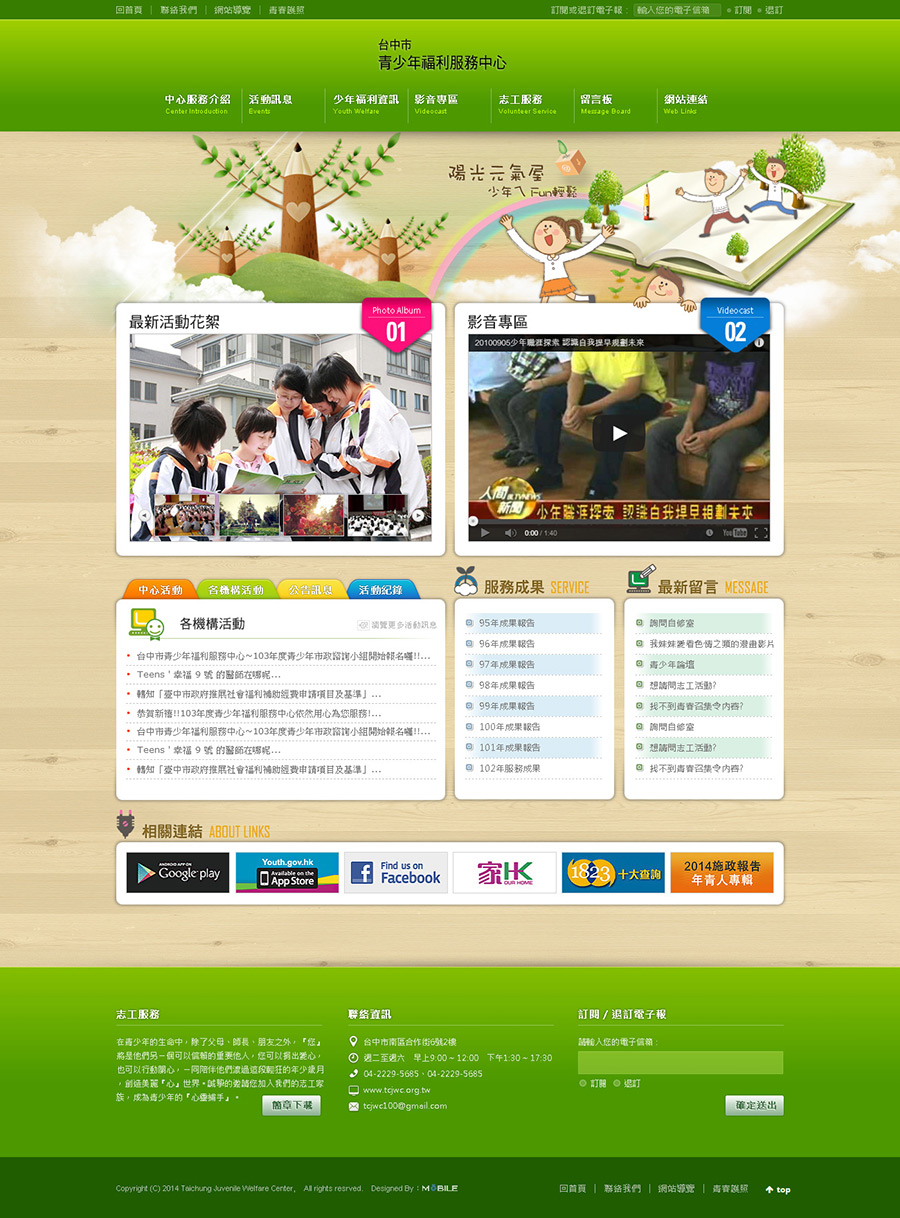 回首頁 | 聯絡我們 | 網站導覽 | 青春護照
訂閱或退訂電子報： 輸入您的電子信箱 訂閱 退訂
台中市
青少年福利服務中心
中心服務介紹 活動訊息 少年福利資訊 影音專區 志工服務 留言板 網站連結
Center Introduction Events Youth Welfare Videocast Volunteer Service Message Board Web Links
陽光元氣屋
少年ㄟ Fun輕鬆
最新活動花絮
Photo Album
01
影音專區
Videocast
02
20100905少年職涯探索 認識自我提早規劃未來
人間
衛視BLTVNEWS
新聞
少年職涯探索 認識自我提早規劃未來
0:00 / 1:40
YouTube
中心活動 各機構活動 公告訊息 活動紀錄
各機構活動
瀏覽更多活動訊息
台中市青少年福利服務中心~103年度青少年市政諮詢小組開始報名囉!!...
Teens ' 幸福 9 號 的醫師在哪呢...
轉知「臺中市政府推展社會福利補助經費申請項目及基準」...
恭賀新禧!!103年度青少年福利服務中心依然用心為您服務!...
台中市青少年福利服務中心~103年度青少年市政諮詢小組開始報名囉!!...
Teens ' 幸福 9 號 的醫師在哪呢...
轉知「臺中市政府推展社會福利補助經費申請項目及基準」...
服務成果 SERVICE
95年成果報告
96年成果報告
97年成果報告
98年成果報告
99年成果報告
100年成果報告
101年成果報告
102年服務成果
最新留言 MESSAGE
詢問自修室
我妹妹愛看色情之類的漫畫影片
青少年論壇
想請問志工活動?
找不到青春召集令内容?
詢問自修室
想請問志工活動?
找不到青春召集令内容?
相關連結 ABOUT LINKS
ANDROID APP ON
Google play
Youth.gov.hk
Available on the
App Store
Find us on
Facebook
家HK
OUR HOME
1823 十大查詢
2014施政報告
年青人專輯
志工服務
在青少年的生命中，除了父母、師長、朋友之外，『您』
將是他們另一個可以信賴的重要他人，您可以捐出愛心，
也可以行動關心，一同陪伴他們渡過這段輕狂的年少歲月
，創造美麗『心』世界。誠摯的邀請您加入我們的志工家
族，成為青少年的『心靈捕手』。
簡章下載
聯絡資訊
台中市南區合作街6號2樓
週二至週六 早上9:00 ~ 12:00 下午1:30 ~ 17:30
04-2229-5685、04-2229-5685
www.tcjwc.org.tw
tcjwc100@gmail.com
訂閱 / 退訂電子報
請輸入您的電子信箱：
訂閱 退訂
確定送出
Copyright (C) 2014 Taichung Juvenile Welfare Center. All rights resrved. Designed By : MOBILE
回首頁 | 聯絡我們 | 網站導覽 | 青春護照
top